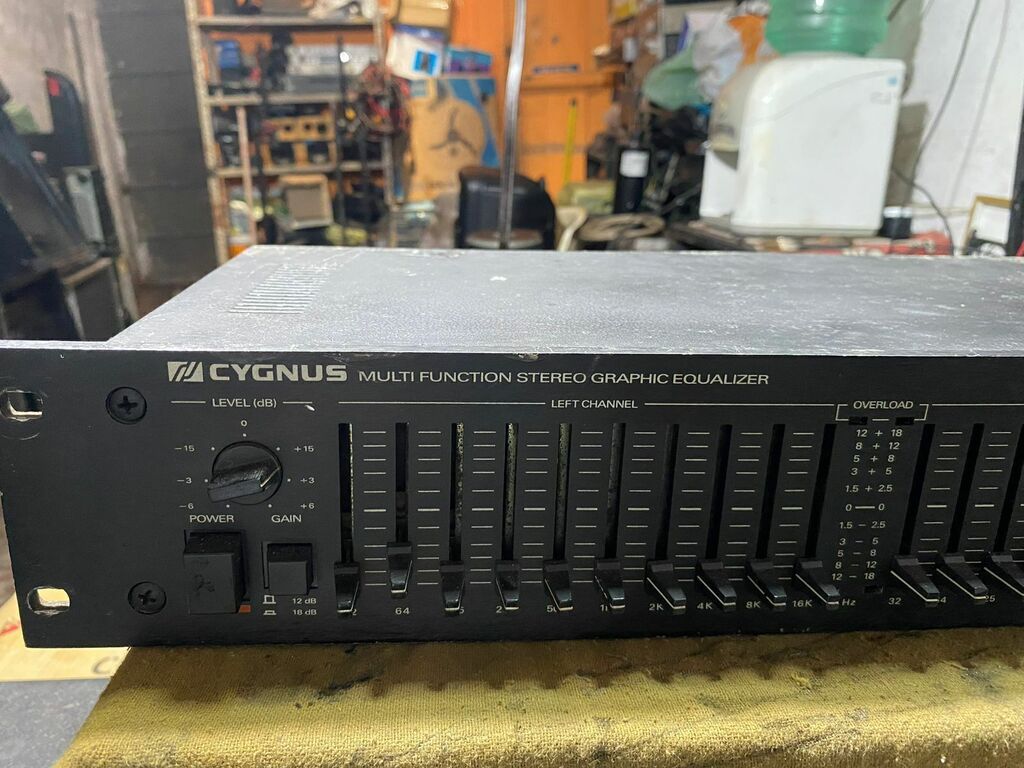 CYGNUS MULTI FUNCTION STEREO GRAPHIC EQUALIZER
LEVEL (dB)
LEFT CHANNEL
OVERLOAD
0
-15 +15
-3 +3
-6 +6
POWER GAIN
12 dB
18 dB
12 + 18
8 + 12
5 + 8
3 + 5
1.5 + 2.5
0 — 0
1.5 - 2.5
3 - 5
5 - 8
8 - 12
12 - 18
64 2K 4K 8K 16K Hz 32